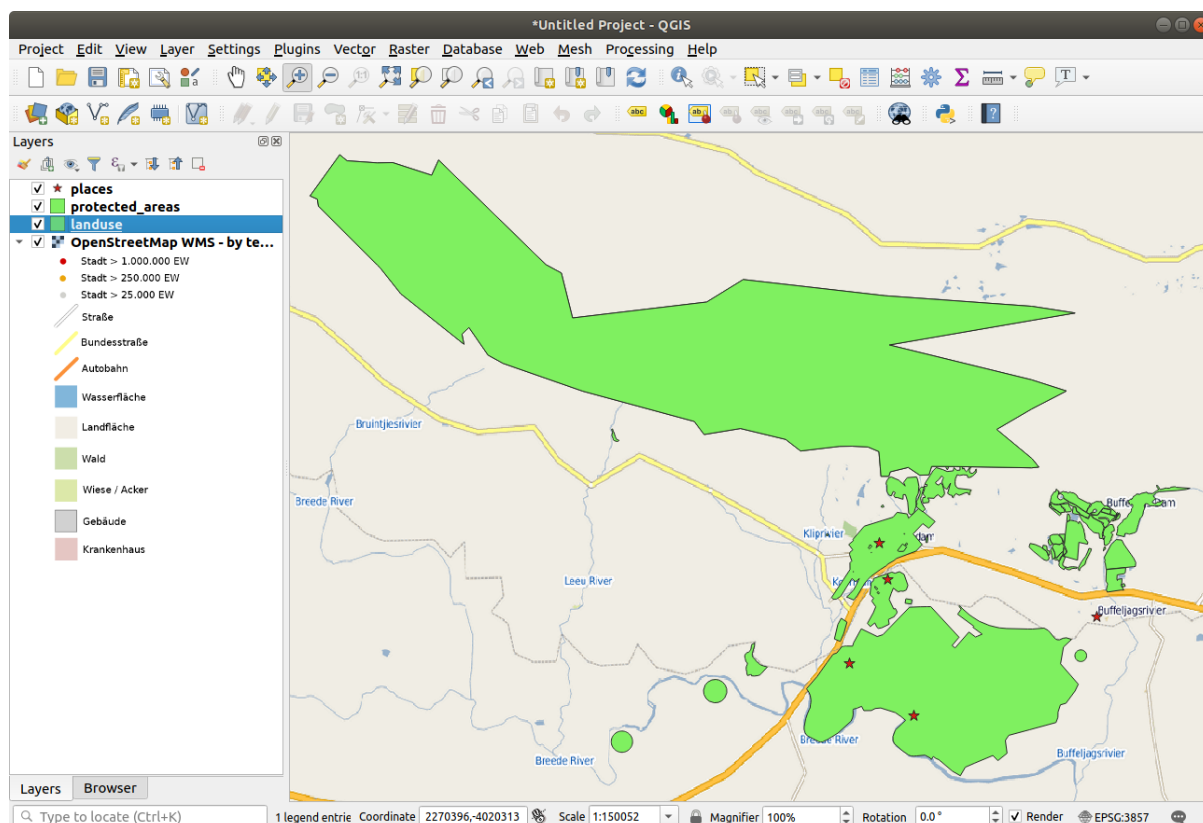 *Untitled Project - QGIS
Project Edit View Layer Settings Plugins Vector Raster Database Web Mesh Processing Help
Layers
places
protected_areas
landuse
OpenStreetMap WMS - by te...
Stadt > 1.000.000 EW
Stadt > 250.000 EW
Stadt > 25.000 EW
Straße
Bundesstraße
Autobahn
Wasserfläche
Landfläche
Wald
Wiese / Acker
Gebäude
Krankenhaus
Bruintjiesrivier
Breede River
Kliprivier
Leeu River
Buffeljagsrivier
Breede River
Breede River
Buffeljagsrivier
Layers Browser
Type to locate (Ctrl+K)
1 legend entrie Coordinate 2270396,-4020313 Scale 1:150052 Magnifier 100% Rotation 0.0 ° Render EPSG:3857